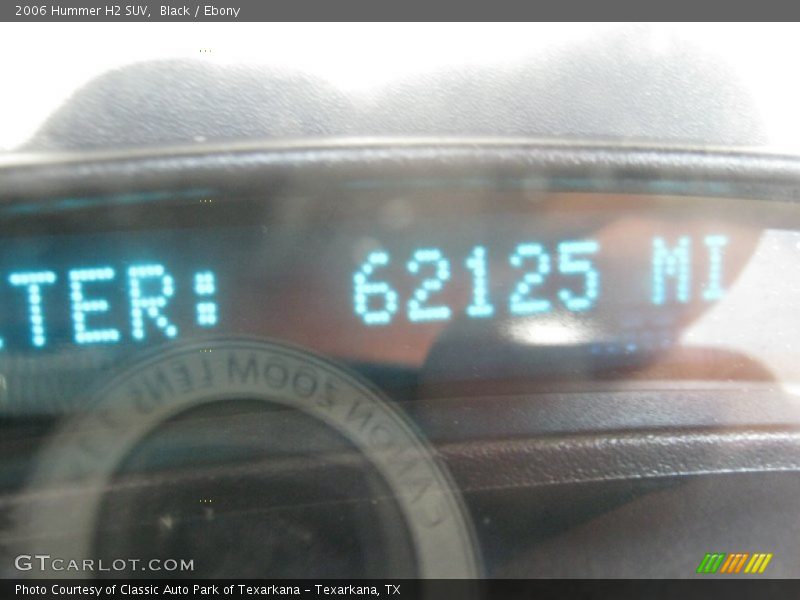 2006 Hummer H2 SUV, Black / Ebony
TER: 62125 MI
CANON ZOOM LENS
GTCARLOT.COM
Photo Courtesy of Classic Auto Park of Texarkana - Texarkana, TX